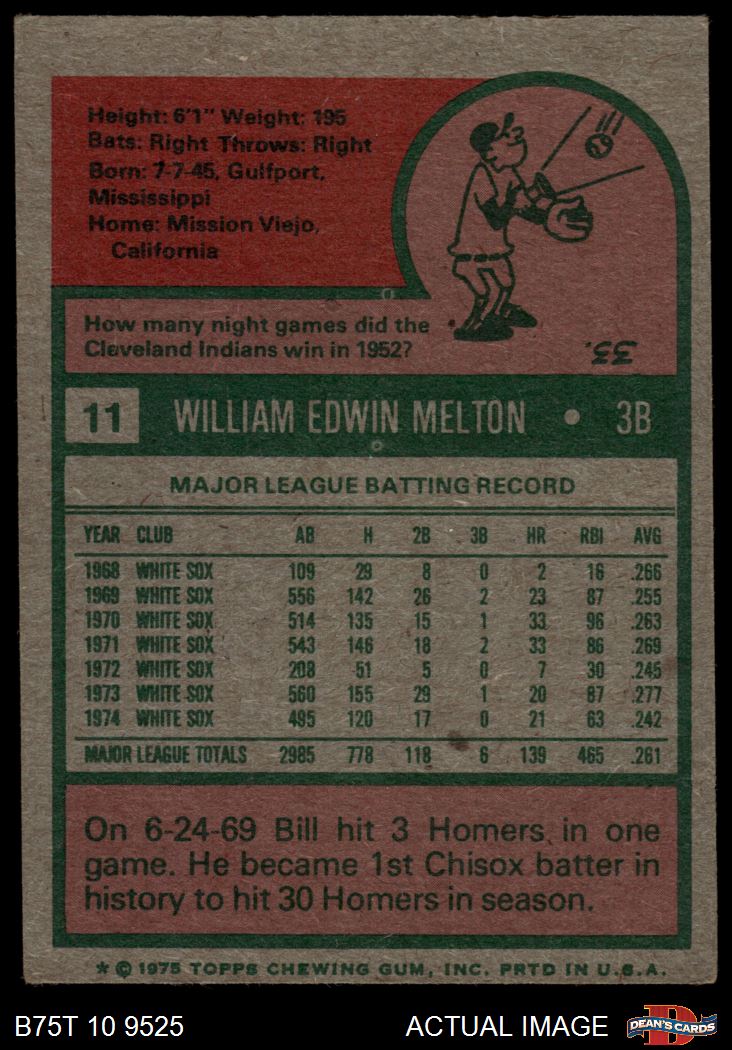 Height: 6'1" Weight: 195
Bats: Right Throws: Right
Born: 7-7-45, Gulfport,
Mississippi
Home: Mission Viejo,
California
How many night games did the
Cleveland Indians win in 1952?
33.
11 WILLIAM EDWIN MELTON • 3B
MAJOR LEAGUE BATTING RECORD
YEAR CLUB AB H 2B 3B HR RBI AVG
1968 WHITE SOX 109 29 8 0 2 16 .266
1969 WHITE SOX 556 142 26 2 23 87 .255
1970 WHITE SOX 514 135 15 1 33 96 .263
1971 WHITE SOX 543 146 18 2 33 86 .269
1972 WHITE SOX 208 51 5 0 7 30 .245
1973 WHITE SOX 560 155 29 1 20 87 .277
1974 WHITE SOX 495 120 17 0 21 63 .242
MAJOR LEAGUE TOTALS 2985 778 118 6 139 465 .261
On 6-24-69 Bill hit 3 Homers in one
game. He became 1st Chisox batter in
history to hit 30 Homers in season.
* © 1975 TOPPS CHEWING GUM, INC. PRTD IN U.S.A.
B75T 10 9525 ACTUAL IMAGE DEAN'S CARDS